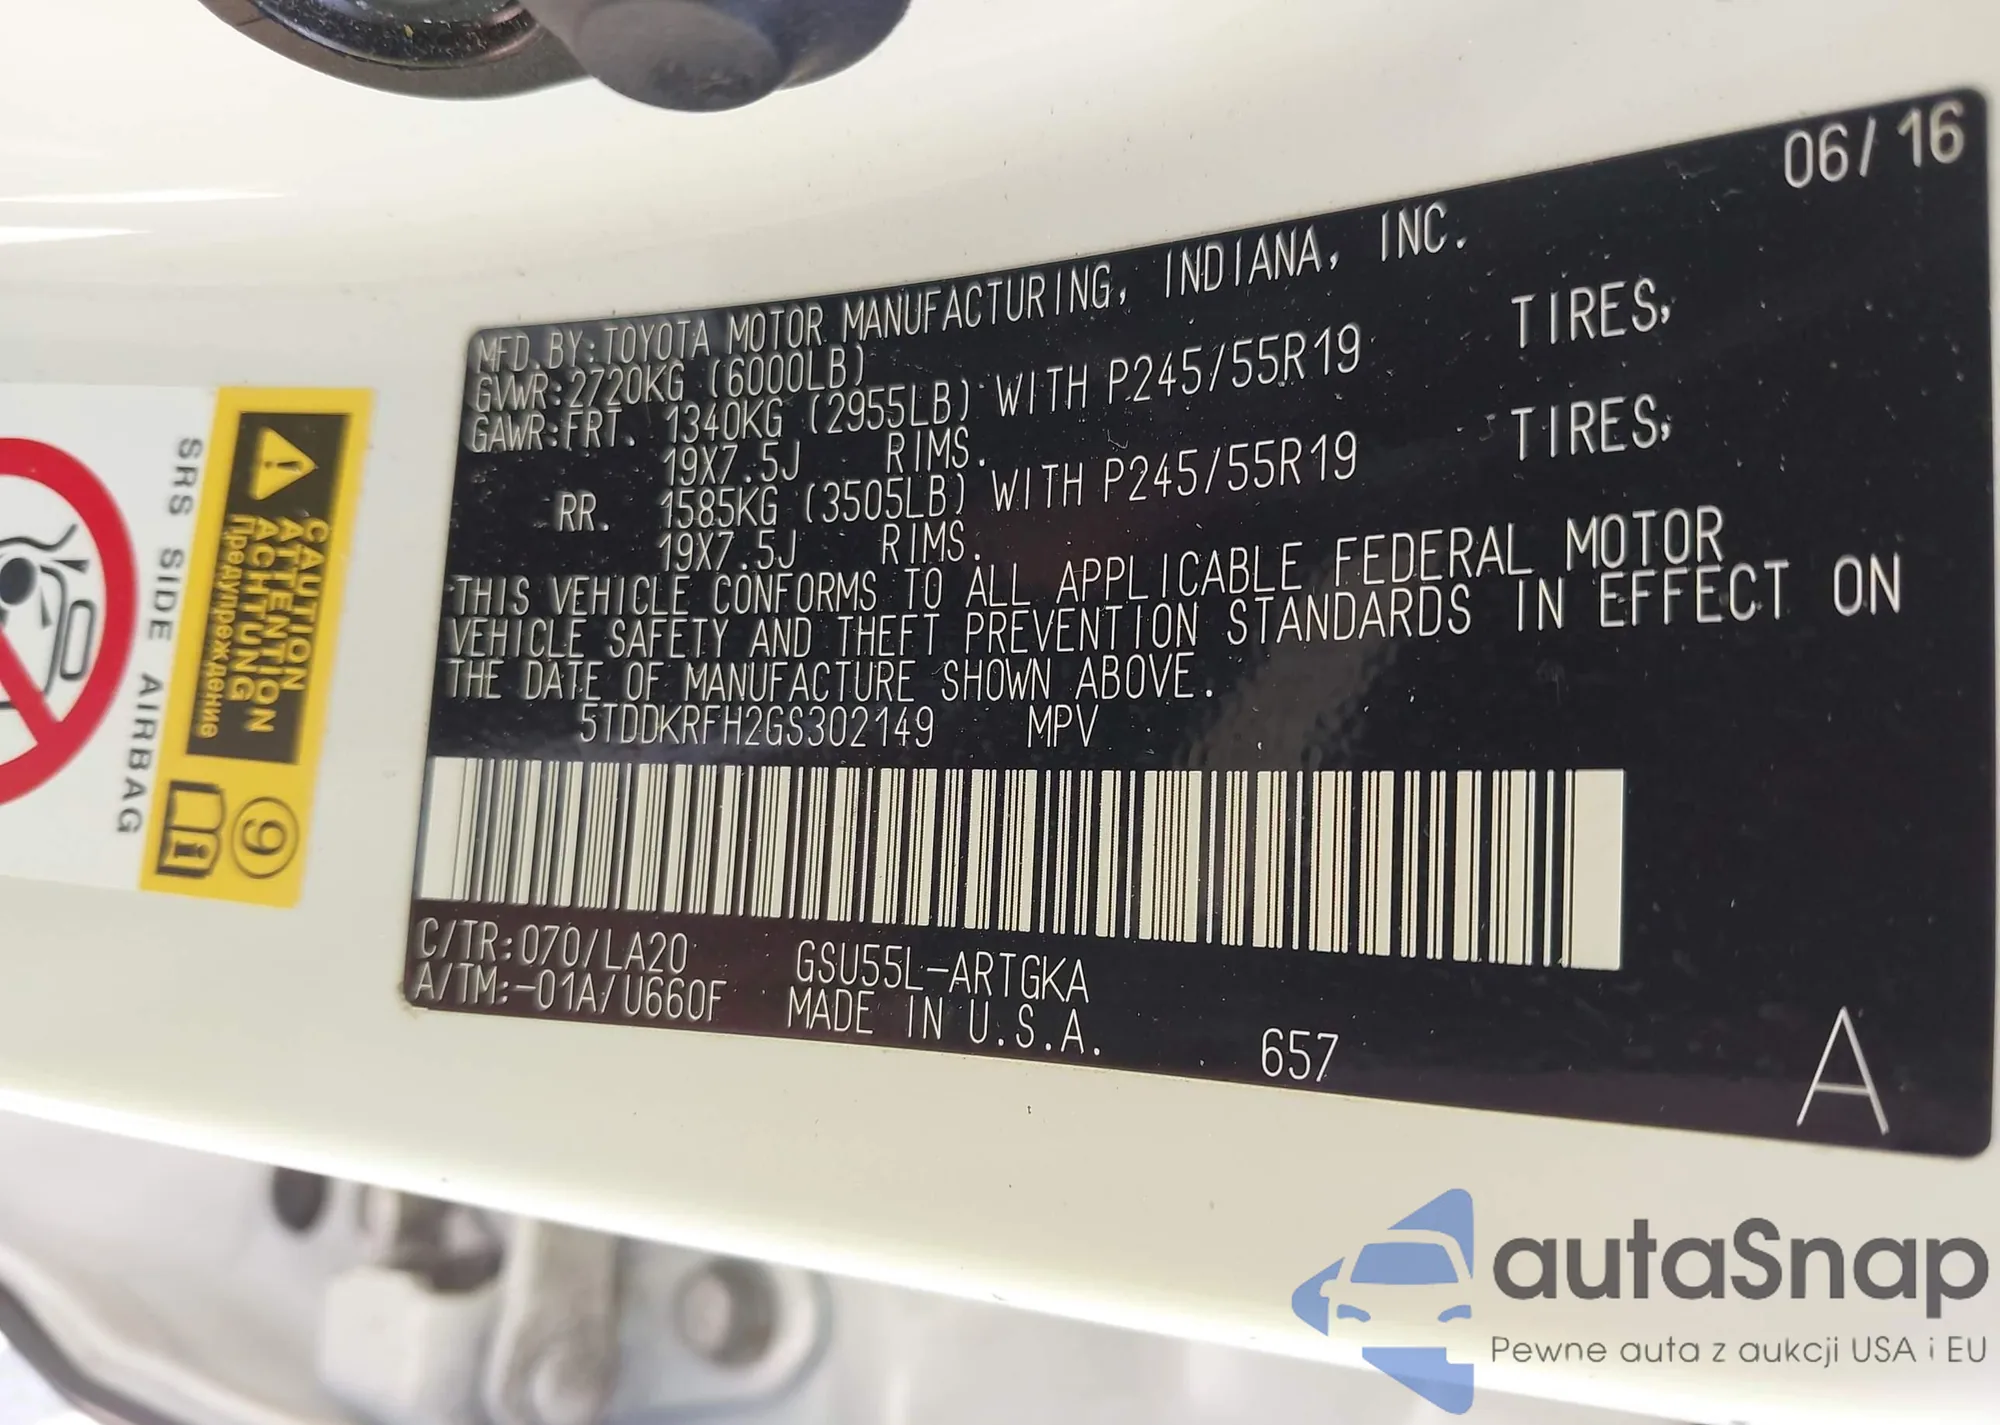 06/16
MFD. BY: TOYOTA MOTOR MANUFACTURING, INDIANA, INC.
GVWR: 2720KG (6000LB)
GAWR: FRT. 1340KG (2955LB) WITH P245/55R19 TIRES,
19X7.5J RIMS.
RR. 1585KG (3505LB) WITH P245/55R19 TIRES,
19X7.5J RIMS.
THIS VEHICLE CONFORMS TO ALL APPLICABLE FEDERAL MOTOR
VEHICLE SAFETY AND THEFT PREVENTION STANDARDS IN EFFECT ON
THE DATE OF MANUFACTURE SHOWN ABOVE.
5TDDKRFH2GS302149 MPV
C/TR: 070/LA20 GSU55L-ARTGKA
A/TM: -01A/U660F MADE IN U.S.A.
657
A
CAUTION
ATTENTION
ACHTUNG
Предупреждение
SRS SIDE AIRBAG
9
i
autaSnap
Pewne auta z aukcji USA i EU